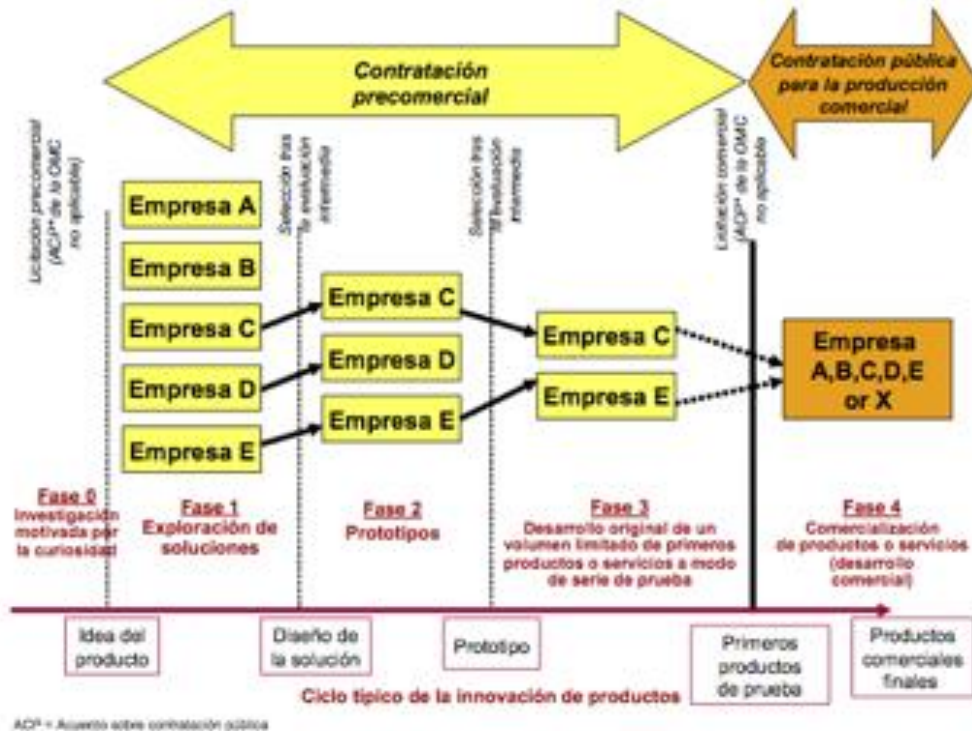 Contratación
precomercial
Contratación pública
para la producción
comercial
Licitación precomercial
(ACP* de la OMC
no aplicable)
Selección tras
la evaluación
intermedia
Selección tras
evaluación
intermedia
Licitación comercial
(ACP* de la OMC
no aplicable
Empresa A
Empresa B
Empresa C
Empresa D
Empresa E
Empresa C
Empresa D
Empresa E
Empresa C
Empresa E
Empresa
A,B,C,D,E
or X
Fase 0
Investigación
motivada por
la curiosidad
Fase 1
Exploración de
soluciones
Fase 2
Prototipos
Fase 3
Desarrollo original de un
volumen limitado de primeros
productos o servicios a modo
de serie de prueba
Fase 4
Comercialización
de productos o servicios
(desarrollo
comercial)
Idea del
producto
Diseño de
la solución
Prototipo
Primeros
productos
de prueba
Productos
comerciales
finales
Ciclo típico de la innovación de productos
= Acuerdo sobre contratación pública